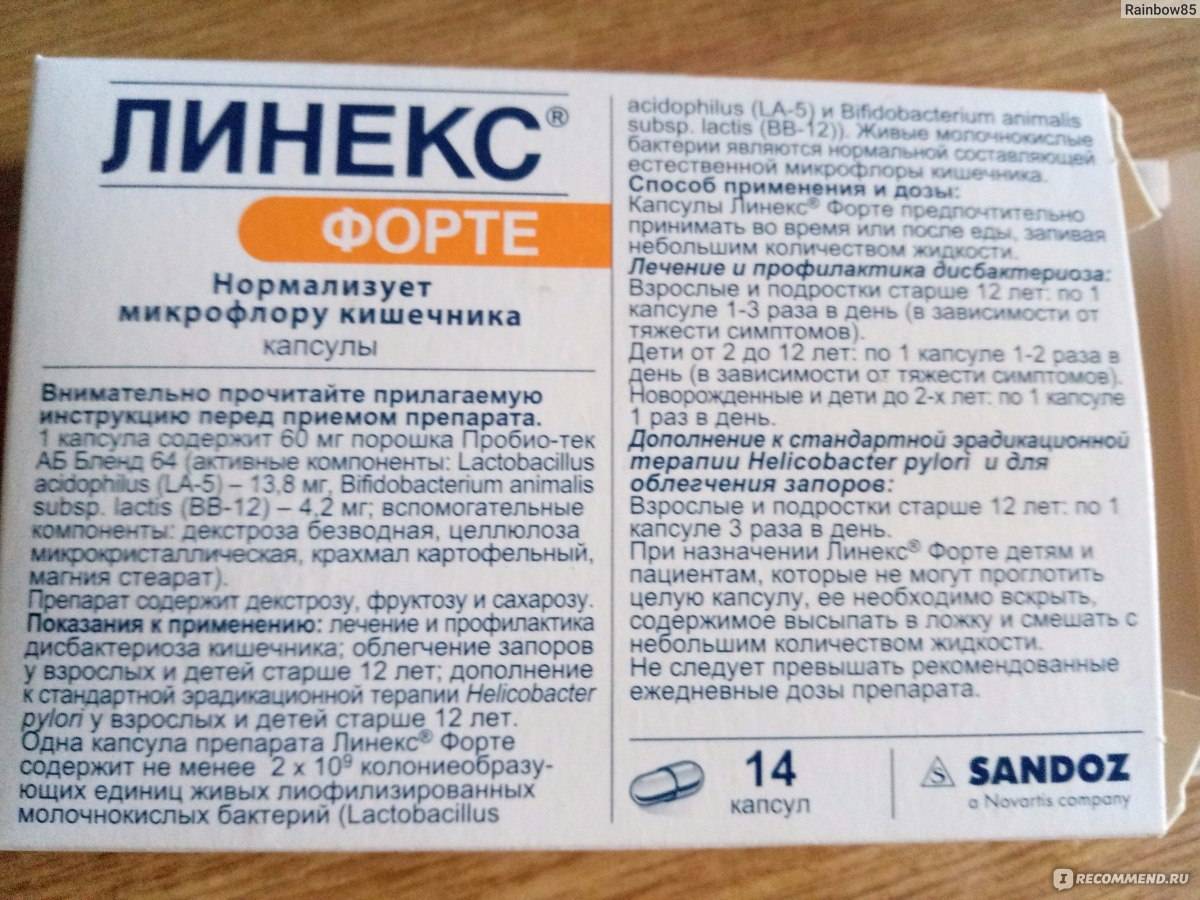 Rainbow85
ЛИНЕКС®
ФОРТЕ
Нормализует
микрофлору кишечника
капсулы
Внимательно прочитайте прилагаемую
инструкцию перед приемом препарата.
1 капсула содержит 60 мг порошка Пробио-тек
АБ Бленд 64 (активные компоненты: Lactobacillus
acidophilus (LA-5) – 13,8 мг, Bifidobacterium animalis
subsp. lactis (BB-12) – 4,2 мг; вспомогательные
компоненты: декстроза безводная, целлюлоза
микрокристаллическая, крахмал картофельный,
магния стеарат).
Препарат содержит декстрозу, фруктозу и сахарозу.
Показания к применению: лечение и профилактика
дисбактериоза кишечника; облегчение запоров
у взрослых и детей старше 12 лет; дополнение
к стандартной эрадикационной терапии Helicobacter
pylori у взрослых и детей старше 12 лет.
Одна капсула препарата Линекс® Форте
содержит не менее 2 x 10⁹ колониеобразу-
ющих единиц живых лиофилизированных
молочнокислых бактерий (Lactobacillus
acidophilus (LA-5) и Bifidobacterium animalis
subsp. lactis (BB-12)). Живые молочнокислые
бактерии являются нормальной составляющей
естественной микрофлоры кишечника.
Способ применения и дозы:
Капсулы Линекс® Форте предпочтительно
принимать во время или после еды, запивая
небольшим количеством жидкости.
Лечение и профилактика дисбактериоза:
Взрослые и подростки старше 12 лет: по 1
капсуле 1-3 раза в день (в зависимости от
тяжести симптомов).
Дети от 2 до 12 лет: по 1 капсуле 1-2 раза в
день (в зависимости от тяжести симптомов).
Новорожденные и дети до 2-х лет: по 1 капсуле
1 раз в день.
Дополнение к стандартной эрадикационной
терапии Helicobacter pylori и для
облегчения запоров:
Взрослые и подростки старше 12 лет: по 1
капсуле 3 раза в день.
При назначении Линекс® Форте детям и
пациентам, которые не могут проглотить
целую капсулу, ее необходимо вскрыть,
содержимое высыпать в ложку и смешать с
небольшим количеством жидкости.
Не следует превышать рекомендованные
ежедневные дозы препарата.
14
капсул
S SANDOZ
a Novartis company
IRECOMMEND.RU